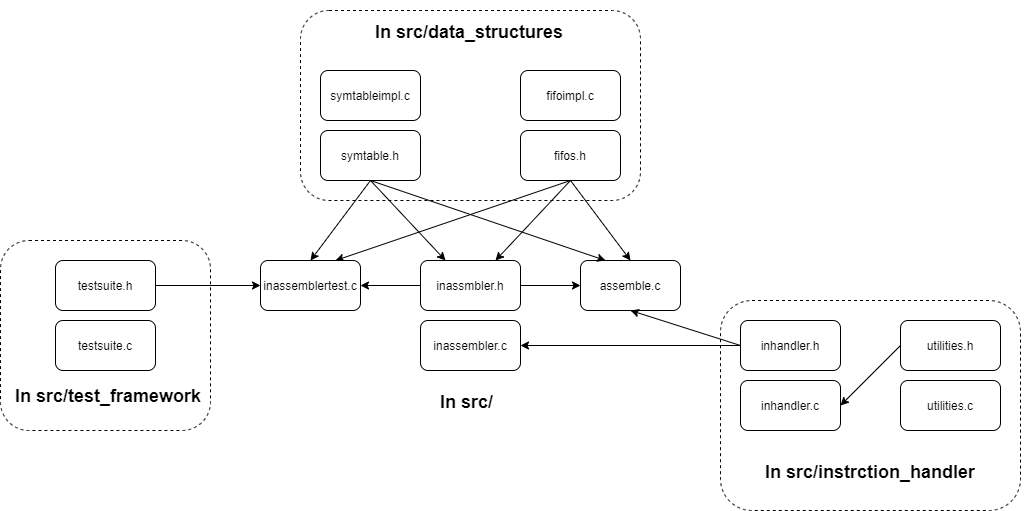 In src/data_structures
symtableimpl.c
fifoimpl.c
symtable.h
fifos.h
testsuite.h
inassemblertest.c
inassmbler.h
assemble.c
testsuite.c
inassembler.c
inhandler.h
utilities.h
In src/test_framework
In src/
inhandler.c
utilities.c
In src/instrction_handler